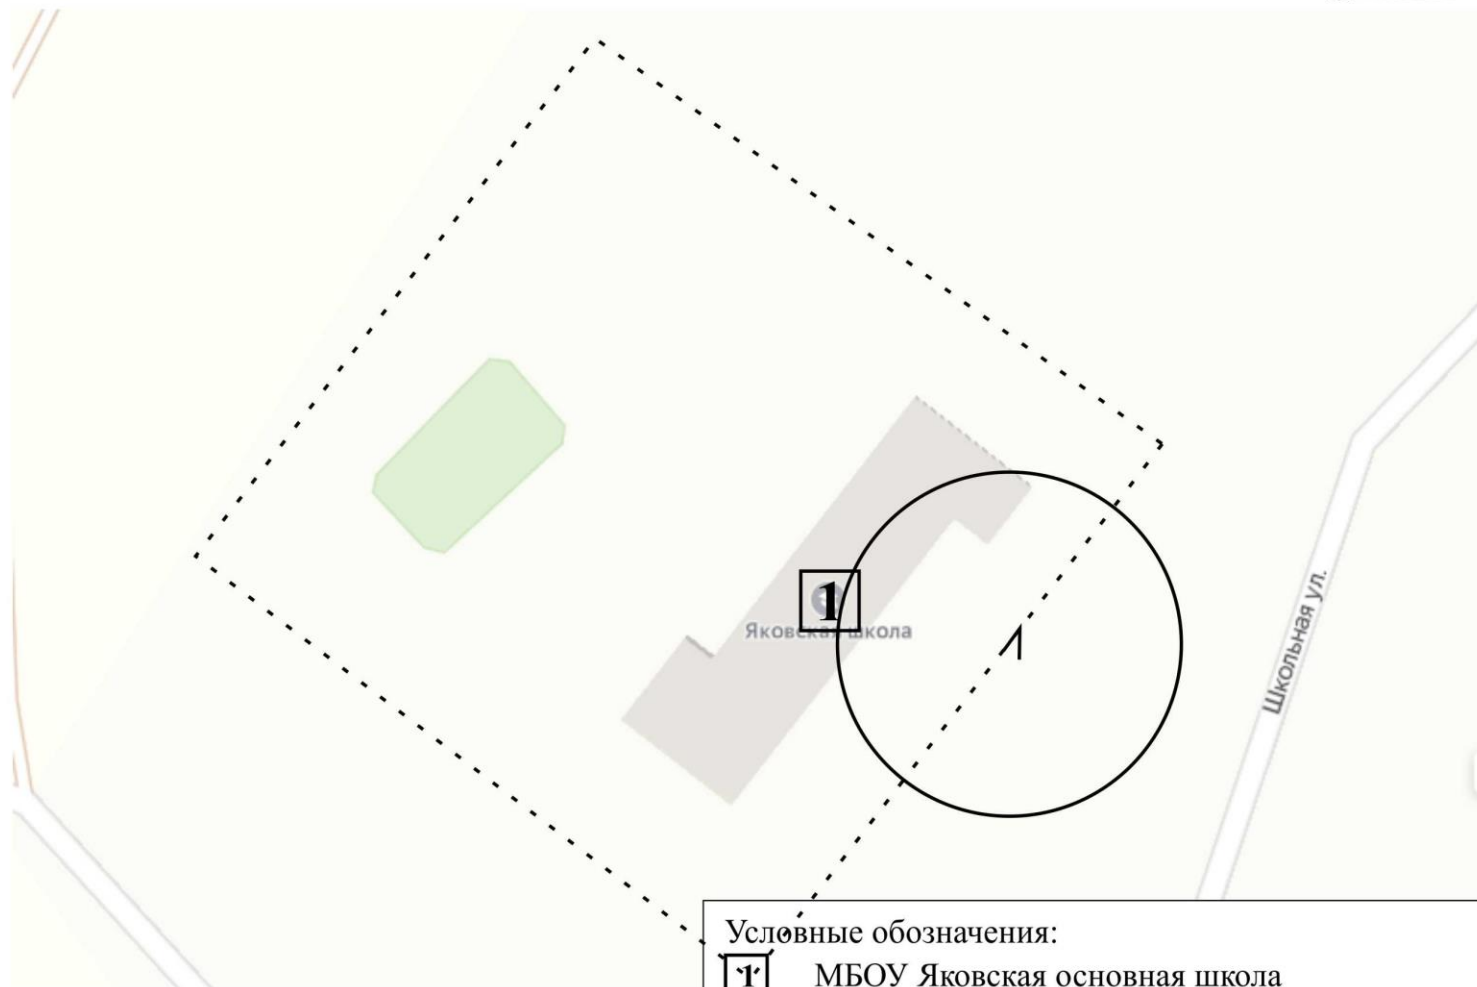 1
Яковская школа
Школьная ул.
Условные обозначения:
1 МБОУ Яковская основная школа